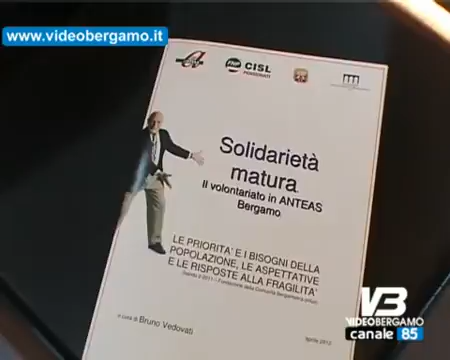 www.videobergamo.it
FNP CISL
PENSIONATI
Solidarietà
matura
Il volontariato in ANTEAS
Bergamo
LE PRIORITA' E I BISOGNI DELLA
POPOLAZIONE, LE ASPETTATIVE
E LE RISPOSTE ALLA FRAGILITA'
a cura di Bruno Vedovati
Aprile 2012
VB
VIDEOBERGAMO
canale 85